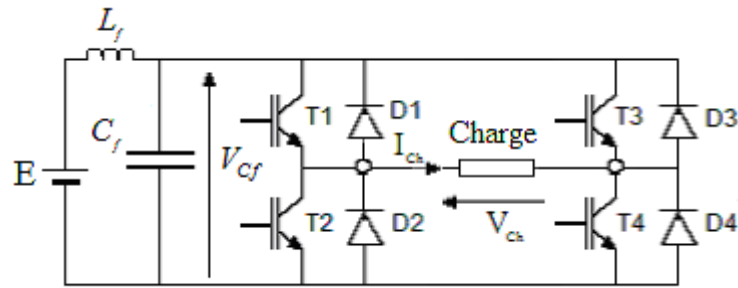 L_f
C_f
E
V_Cf
T1
D1
T2
D2
I_Ch
Charge
V_Ch
T3
D3
T4
D4